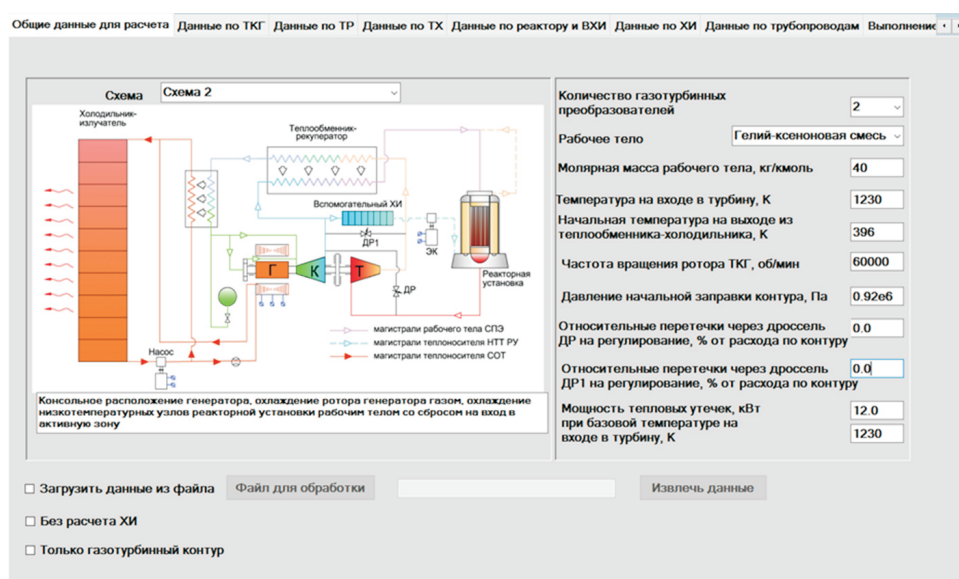 Общие данные для расчета Данные по ТКГ Данные по ТР Данные по ТХ Данные по реактору и ВХИ Данные по ХИ Данные по трубопроводам Выполнение
Схема Схема 2
Холодильник-
излучатель
Теплообменник-
рекуператор
Вспомогательный ХИ
ДР1
ЭК
Г К Т
Реакторная
установка
ДР
магистрали рабочего тела СПЭ
магистрали теплоносителя НТТ РУ
магистрали теплоносителя СОТ
Насос
Консольное расположение генератора, охлаждение ротора генератора газом, охлаждение
низкотемпературных узлов реакторной установки рабочим телом со сбросом на вход в
активную зону
Количество газотурбинных
преобразователей 2
Рабочее тело Гелий-ксеноновая смесь
Молярная масса рабочего тела, кг/кмоль 40
Температура на входе в турбину, К 1230
Начальная температура на выходе из
теплообменника-холодильника, К 396
Частота вращения ротора ТКГ, об/мин 60000
Давление начальной заправки контура, Па 0.92e6
Относительные перетечки через дроссель 0.0
ДР на регулирование, % от расхода по контуру
Относительные перетечки через дроссель 0.0
ДР1 на регулирование, % от расхода по контуру
Мощность тепловых утечек, кВт 12.0
при базовой температуре на
входе в турбину, К 1230
Загрузить данные из файла Файл для обработки Извлечь данные
Без расчета ХИ
Только газотурбинный контур